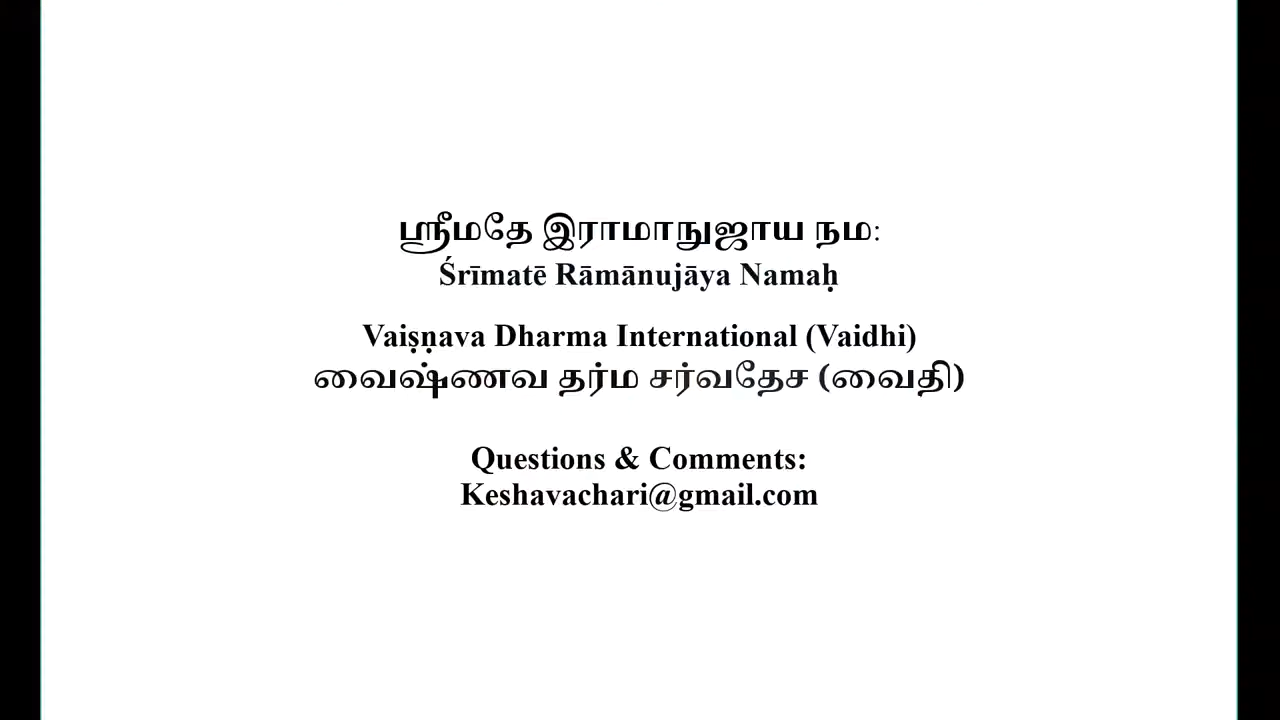 ஸ்ரீமதே இராமாநுஜாய நம:
Śrīmatē Rāmānujāya Namaḥ
Vaiṣṇava Dharma International (Vaidhi)
வைஷ்ணவ தர்ம சர்வதேச (வைதி)
Questions & Comments:
Keshavachari@gmail.com